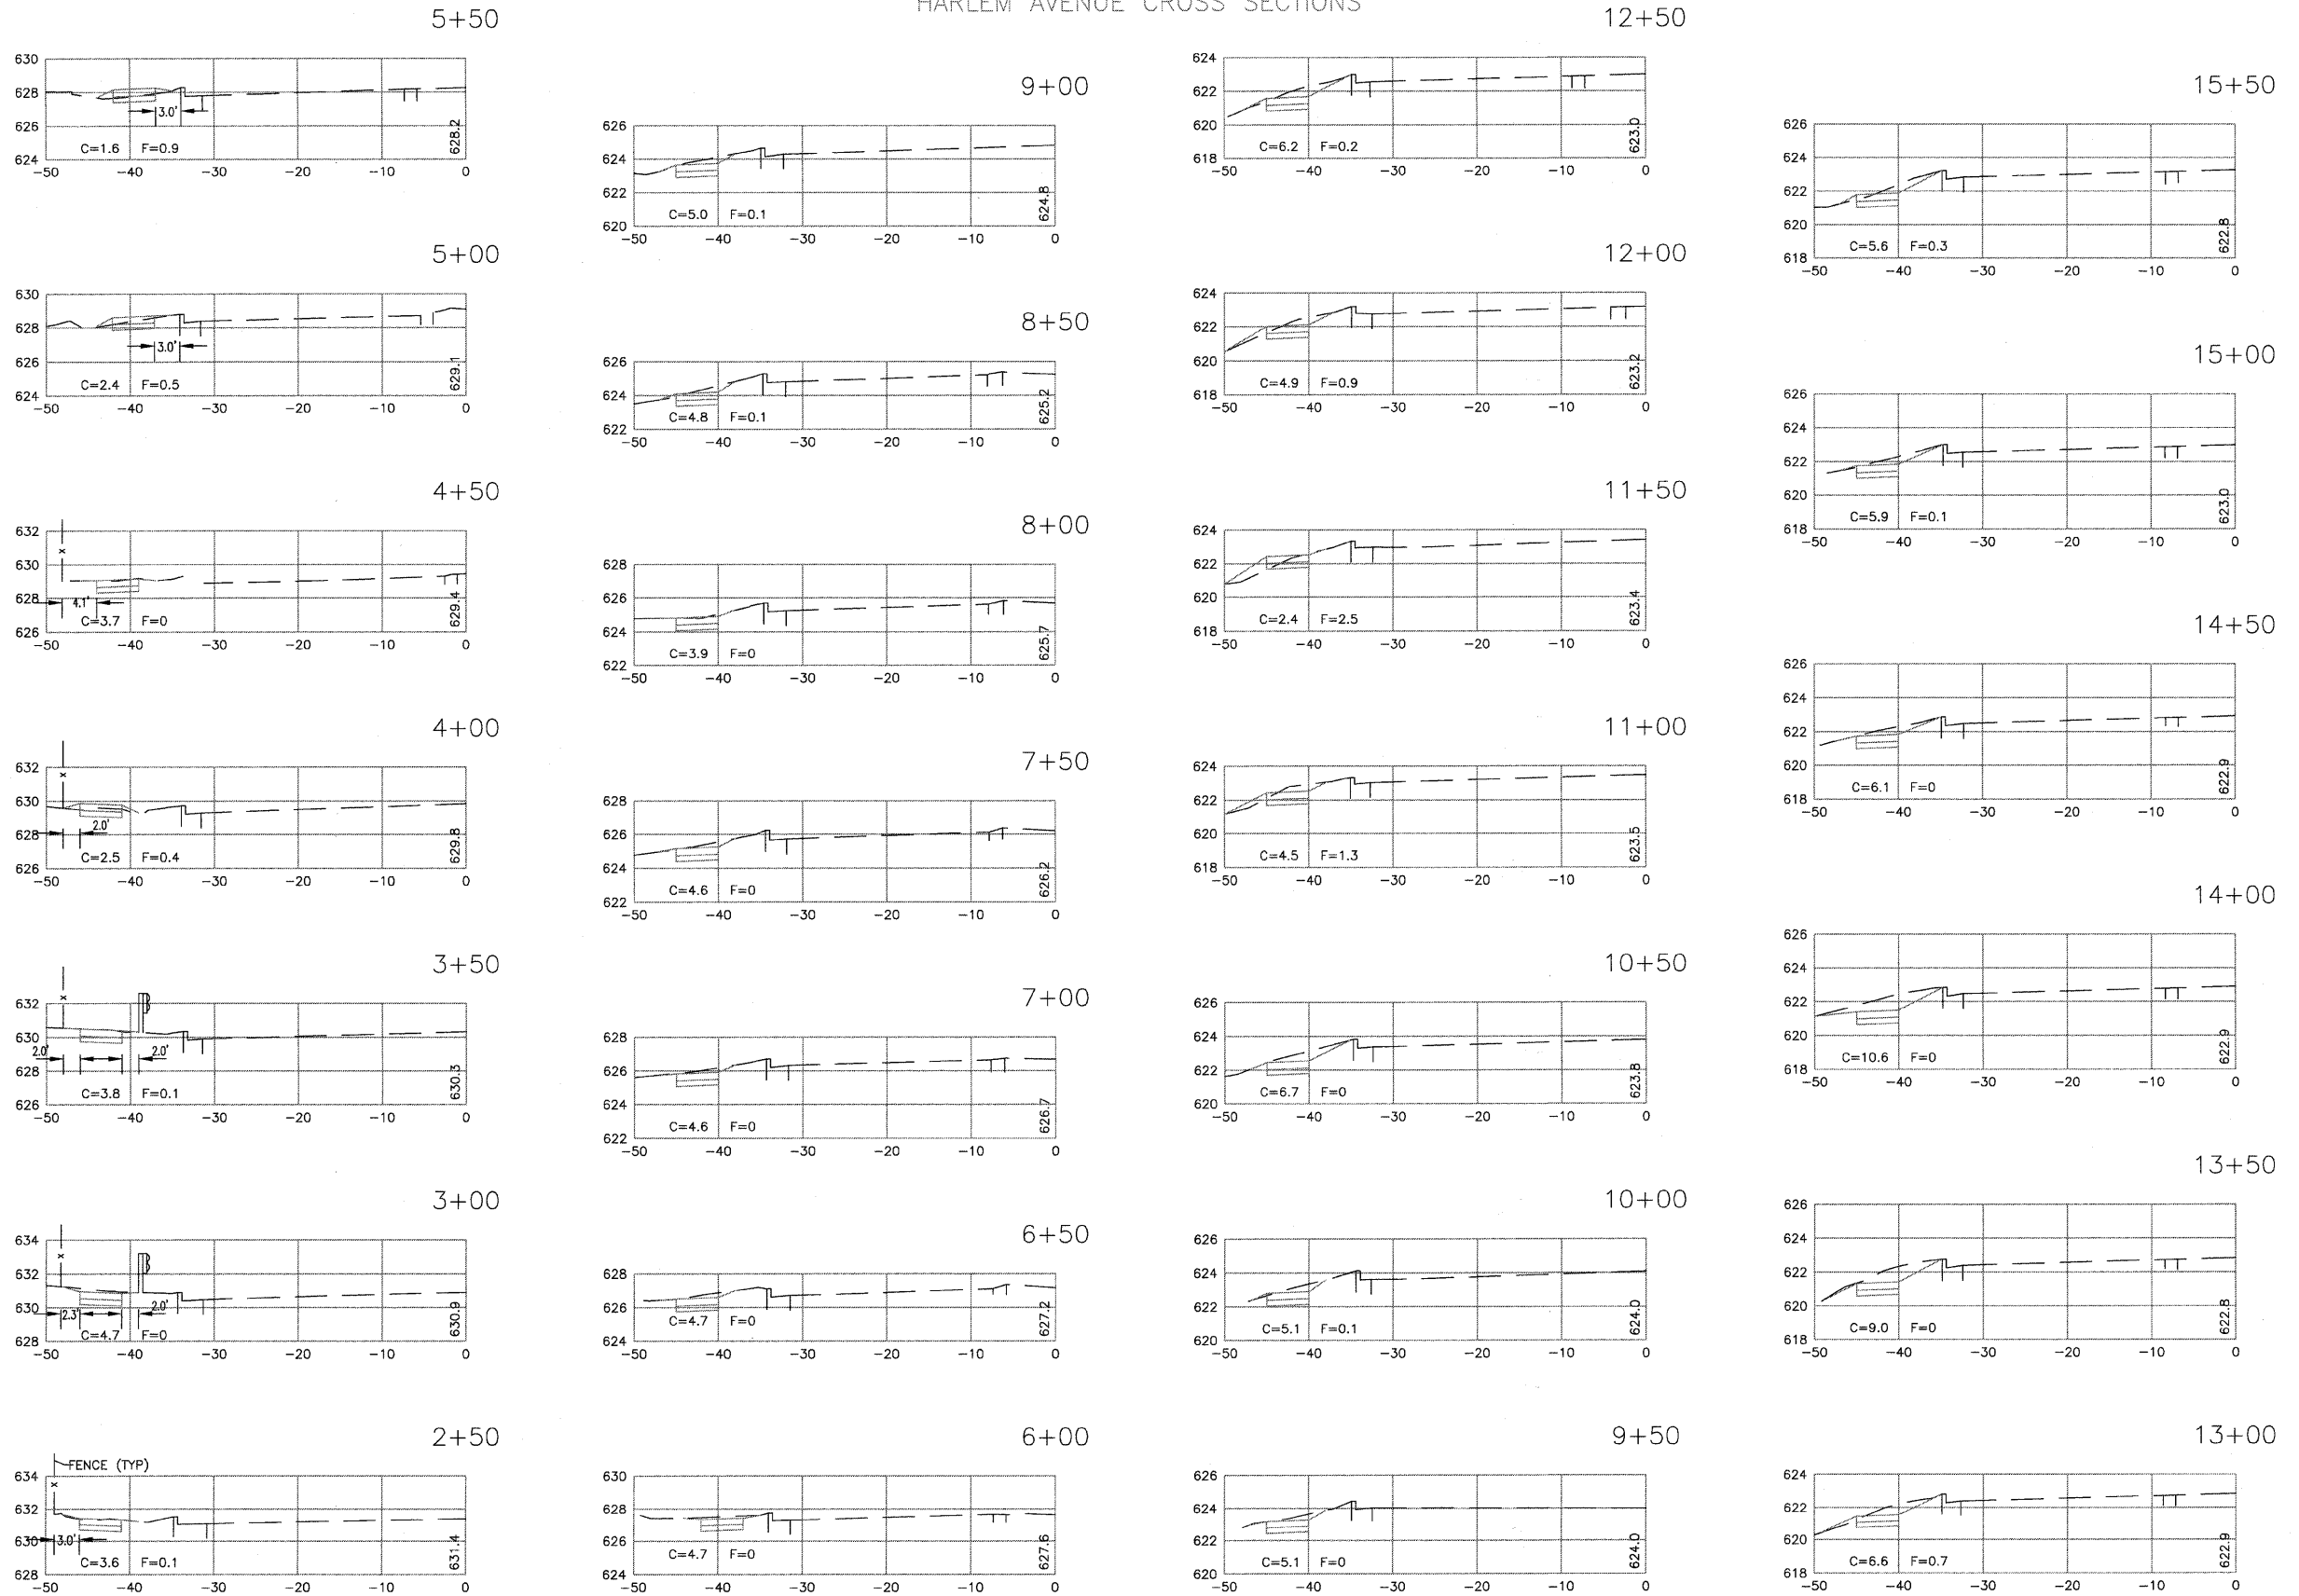 HARLEM AVENUE CROSS SECTIONS
5+50
630
628
626
624
3.0'
C=1.6 F=0.9
628.2
-50 -40 -30 -20 -10 0
5+00
630
628
626
624
3.0'
C=2.4 F=0.5
629.1
-50 -40 -30 -20 -10 0
4+50
632
630
628
626
x
4.1'
C=3.7 F=0
629.4
-50 -40 -30 -20 -10 0
4+00
632
630
628
626
x
2.0'
C=2.5 F=0.4
629.8
-50 -40 -30 -20 -10 0
3+50
632
630
628
626
x
2.0' 2.0'
C=3.8 F=0.1
630.3
-50 -40 -30 -20 -10 0
3+00
634
632
630
628
x
2.3' 2.0'
C=4.7 F=0
630.9
-50 -40 -30 -20 -10 0
2+50
FENCE (TYP)
634
632
630
628
x
3.0'
C=3.6 F=0.1
631.4
-50 -40 -30 -20 -10 0
9+00
626
624
622
620
C=5.0 F=0.1
624.8
-50 -40 -30 -20 -10 0
8+50
626
624
622
C=4.8 F=0.1
625.2
-50 -40 -30 -20 -10 0
8+00
628
626
624
622
C=3.9 F=0
625.7
-50 -40 -30 -20 -10 0
7+50
628
626
624
622
C=4.6 F=0
626.2
-50 -40 -30 -20 -10 0
7+00
628
626
624
622
C=4.6 F=0
626.7
-50 -40 -30 -20 -10 0
6+50
628
626
624
C=4.7 F=0
627.2
-50 -40 -30 -20 -10 0
6+00
630
628
626
624
C=4.7 F=0
627.6
-50 -40 -30 -20 -10 0
12+50
624
622
620
618
C=6.2 F=0.2
623.0
-50 -40 -30 -20 -10 0
12+00
624
622
620
618
C=4.9 F=0.9
623.2
-50 -40 -30 -20 -10 0
11+50
624
622
620
618
C=2.4 F=2.5
623.4
-50 -40 -30 -20 -10 0
11+00
624
622
620
618
C=4.5 F=1.3
623.5
-50 -40 -30 -20 -10 0
10+50
626
624
622
620
C=6.7 F=0
623.8
-50 -40 -30 -20 -10 0
10+00
626
624
622
620
C=5.1 F=0.1
624.0
-50 -40 -30 -20 -10 0
9+50
626
624
622
620
C=5.1 F=0
624.0
-50 -40 -30 -20 -10 0
15+50
626
624
622
620
618
C=5.6 F=0.3
622.8
-50 -40 -30 -20 -10 0
15+00
626
624
622
620
618
C=5.9 F=0.1
623.0
-50 -40 -30 -20 -10 0
14+50
626
624
622
620
618
C=6.1 F=0
622.9
-50 -40 -30 -20 -10 0
14+00
626
624
622
620
618
C=10.6 F=0
622.9
-50 -40 -30 -20 -10 0
13+50
626
624
622
620
618
C=9.0 F=0
622.8
-50 -40 -30 -20 -10 0
13+00
624
622
620
618
C=6.6 F=0.7
622.9
-50 -40 -30 -20 -10 0